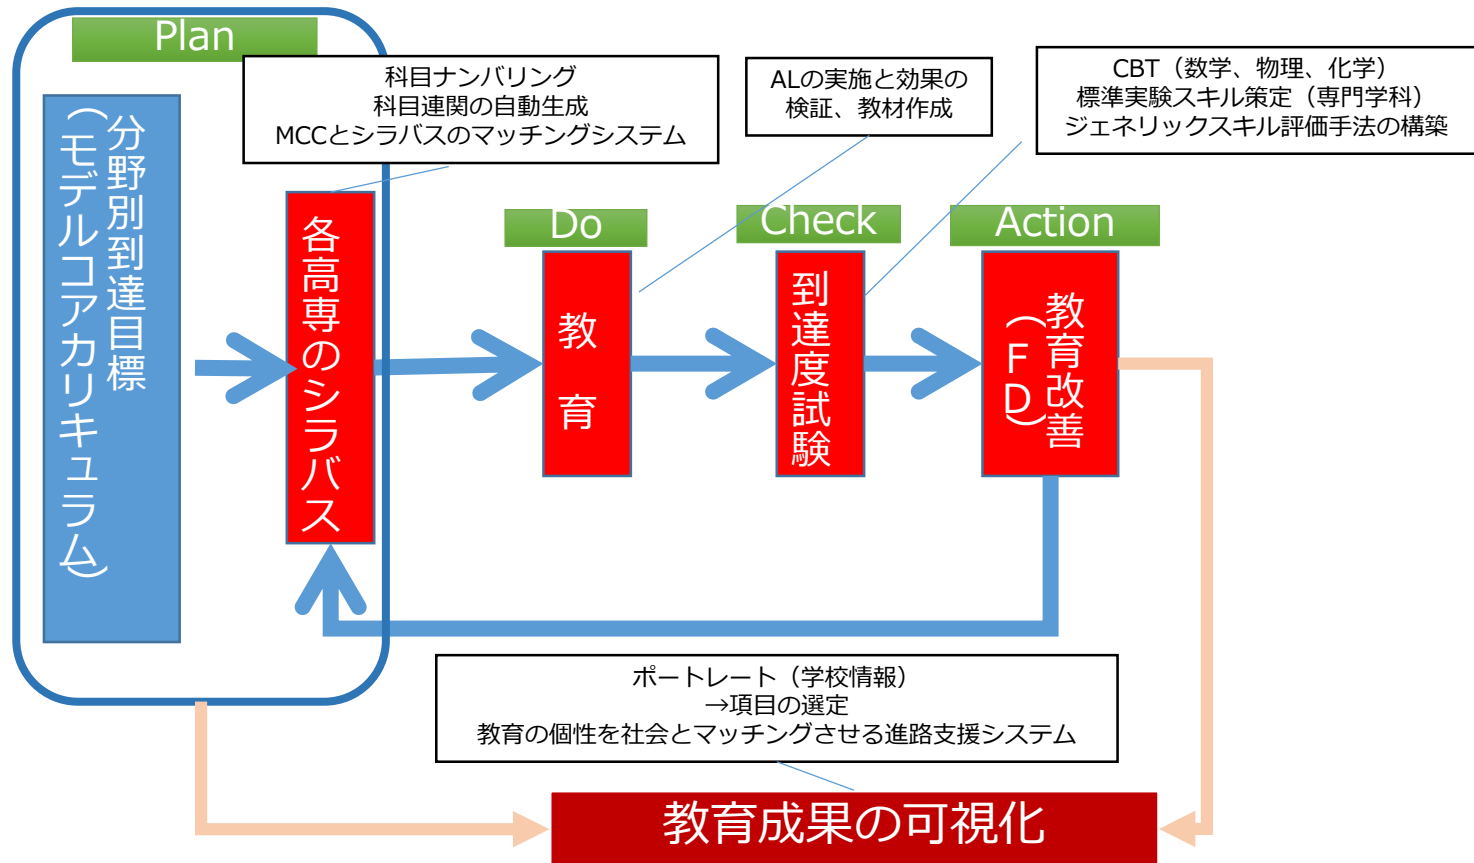 Plan
分野別到達目標
（モデルコアカリキュラム）
科目ナンバリング
科目連関の自動生成
MCCとシラバスのマッチングシステム
各高専のシラバス
ALの実施と効果の
検証、教材作成
Do
教育
CBT（数学、物理、化学）
標準実験スキル策定（専門学科）
ジェネリックスキル評価手法の構築
Check
到達度試験
Action
教育改善
（FD）
ポートレート（学校情報）
→項目の選定
教育の個性を社会とマッチングさせる進路支援システム
教育成果の可視化